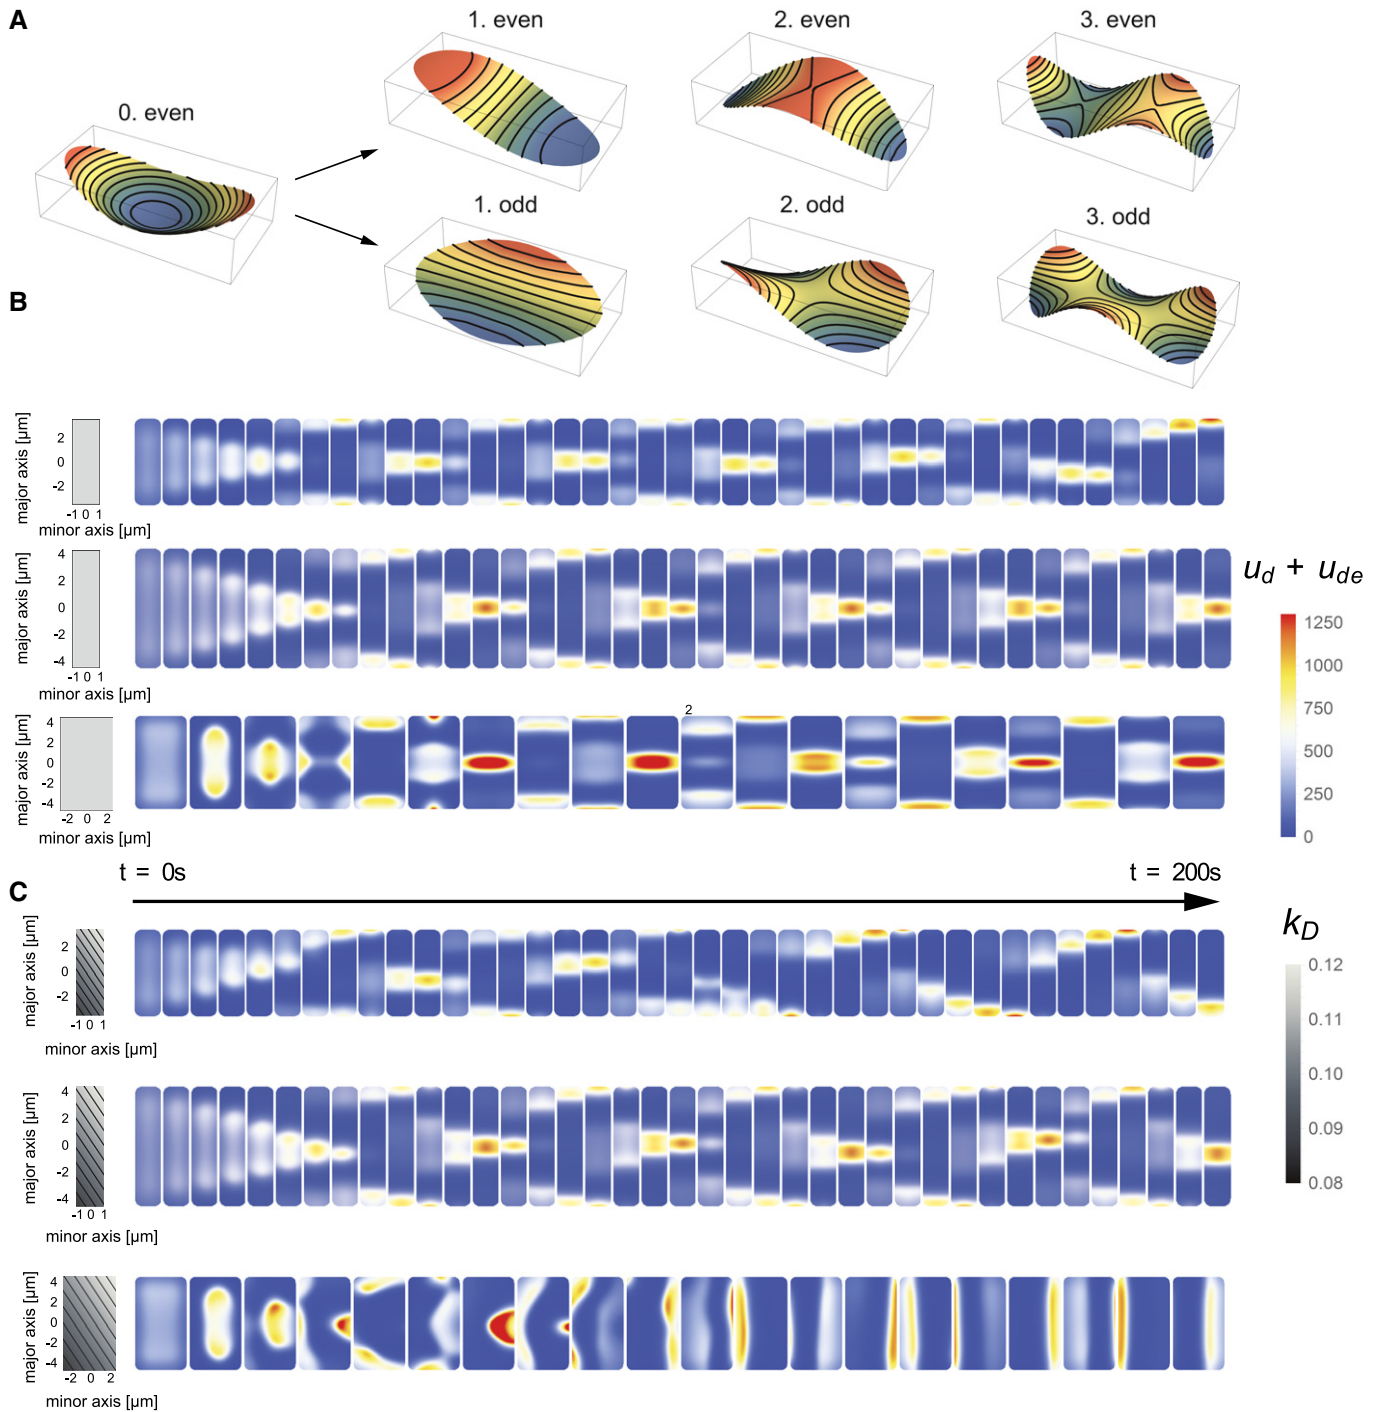 A
1. even
2. even
3. even
0. even
1. odd
2. odd
3. odd
B
major axis [µm]
2
0
-2
-1 0 1
minor axis [µm]
major axis [µm]
4
2
0
-2
-4
-1 0 1
minor axis [µm]
u_d + u_de
1250
1000
750
500
250
0
major axis [µm]
4
2
0
-2
-4
-2 0 2
minor axis [µm]
2
t = 0s
t = 200s
C
major axis [µm]
2
0
-2
-1 0 1
minor axis [µm]
k_D
0.12
0.11
0.10
0.09
0.08
major axis [µm]
4
2
0
-2
-4
-1 0 1
minor axis [µm]
major axis [µm]
4
2
0
-2
-4
-2 0 2
minor axis [µm]